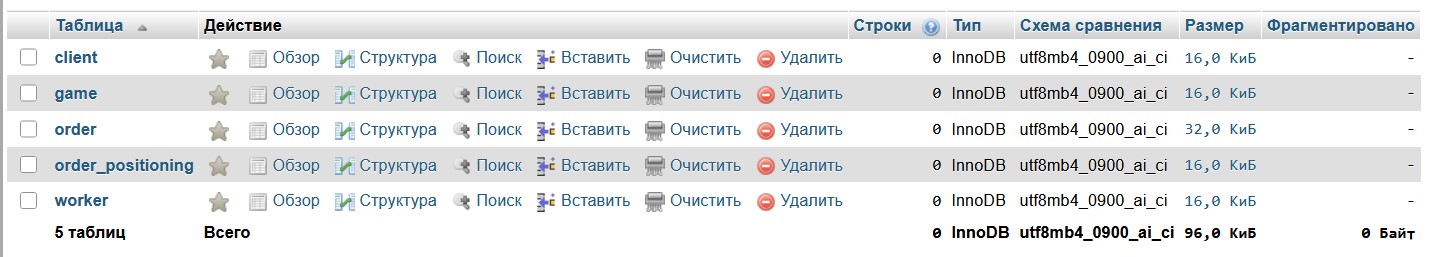 Таблица Действие Строки Тип Схема сравнения Размер Фрагментировано
client Обзор Структура Поиск Вставить Очистить Удалить 0 InnoDB utf8mb4_0900_ai_ci 16,0 КиБ -
game Обзор Структура Поиск Вставить Очистить Удалить 0 InnoDB utf8mb4_0900_ai_ci 16,0 КиБ -
order Обзор Структура Поиск Вставить Очистить Удалить 0 InnoDB utf8mb4_0900_ai_ci 32,0 КиБ -
order_positioning Обзор Структура Поиск Вставить Очистить Удалить 0 InnoDB utf8mb4_0900_ai_ci 16,0 КиБ -
worker Обзор Структура Поиск Вставить Очистить Удалить 0 InnoDB utf8mb4_0900_ai_ci 16,0 КиБ -
5 таблиц Всего 0 InnoDB utf8mb4_0900_ai_ci 96,0 КиБ 0 Байт